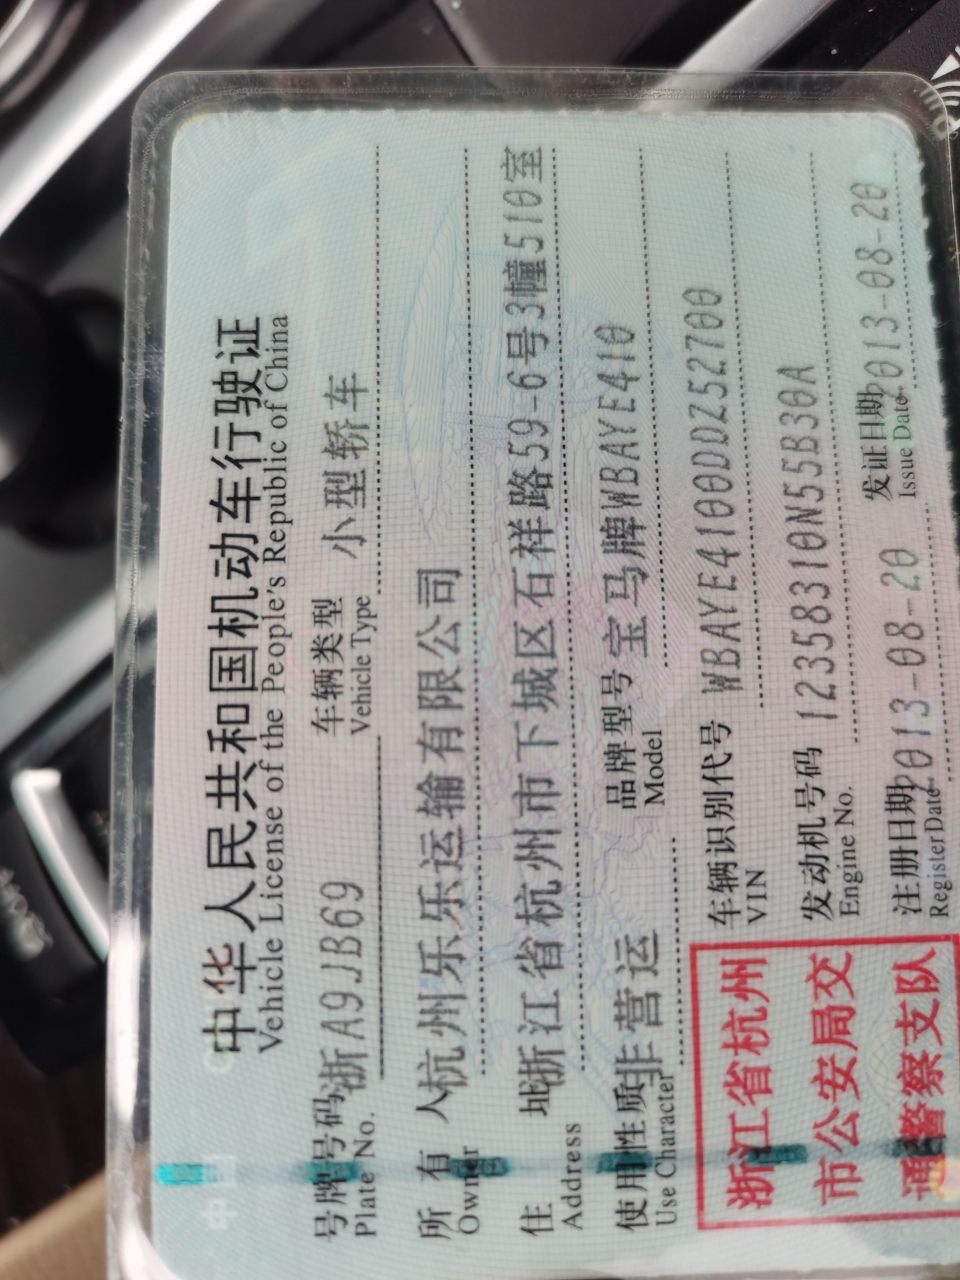 中华人民共和国机动车行驶证
Vehicle License of the People's Republic of China
号牌号码 浙A9JB69 车辆类型 小型轿车
Plate No. Vehicle Type
所有人 杭州乐乐运输有限公司
Owner
住址 浙江省杭州市下城区石祥路59-6号3幢510室
Address
使用性质 非营运 品牌型号 宝马牌WBAYE410
Use Character Model
车辆识别代号 WBAYE4100DDZ52700
VIN
发动机号码 12358310N55B30A
Engine No.
注册日期 2013-08-20 发证日期 2013-08-20
Register Date Issue Date
浙江省杭州
市公安局交
通警察支队